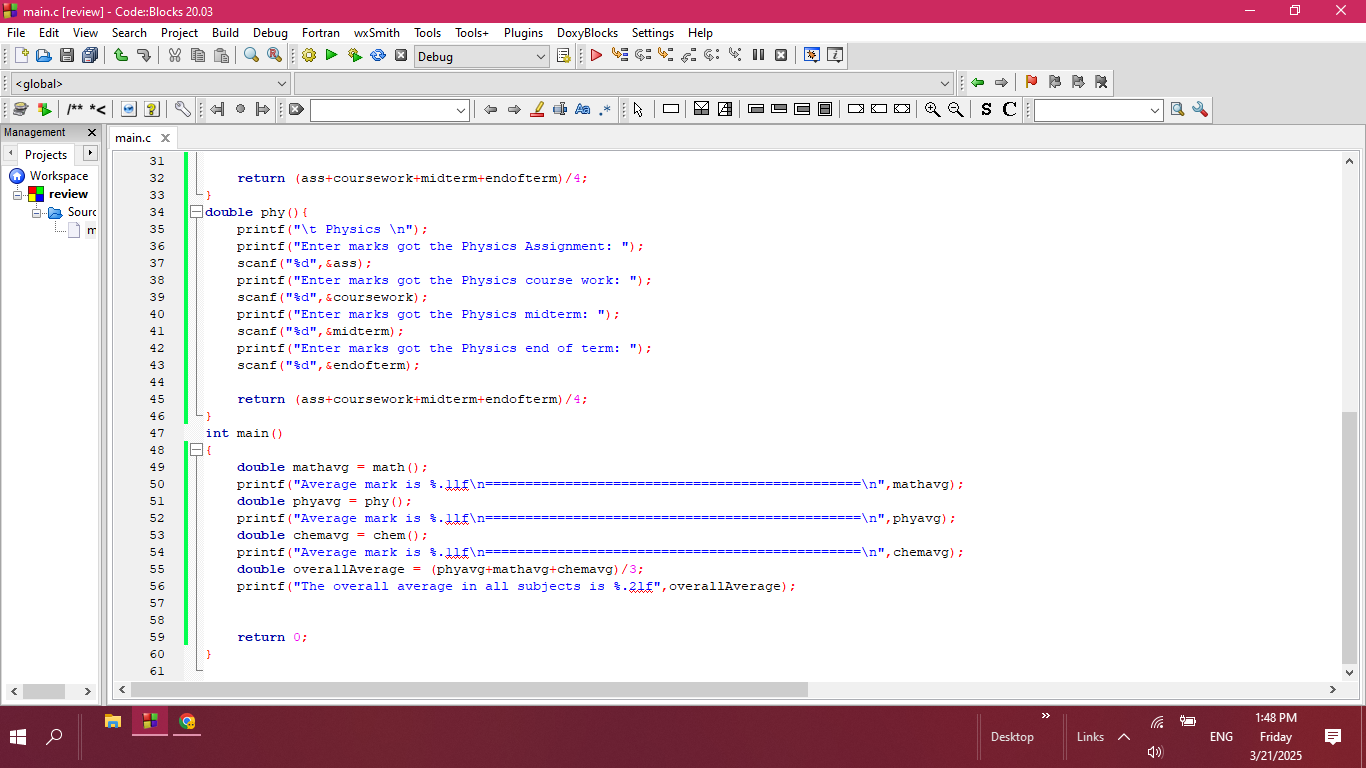 main.c [review] - Code::Blocks 20.03
File Edit View Search Project Build Debug Fortran wxSmith Tools Tools+ Plugins DoxyBlocks Settings Help
Debug
<global>
/** *<
Aa .* S C
Management
main.c
Projects
Workspace
review
Sourc
m
31
32 return (ass+coursework+midterm+endofterm)/4;
33 }
34 double phy(){
35 printf("\t Physics \n");
36 printf("Enter marks got the Physics Assignment: ");
37 scanf("%d",&ass);
38 printf("Enter marks got the Physics course work: ");
39 scanf("%d",&coursework);
40 printf("Enter marks got the Physics midterm: ");
41 scanf("%d",&midterm);
42 printf("Enter marks got the Physics end of term: ");
43 scanf("%d",&endofterm);
44
45 return (ass+coursework+midterm+endofterm)/4;
46 }
47 int main()
48 {
49 double mathavg = math();
50 printf("Average mark is %.1lf\n===============================================\n",mathavg);
51 double phyavg = phy();
52 printf("Average mark is %.1lf\n===============================================\n",phyavg);
53 double chemavg = chem();
54 printf("Average mark is %.1lf\n===============================================\n",chemavg);
55 double overallAverage = (phyavg+mathavg+chemavg)/3;
56 printf("The overall average in all subjects is %.2lf",overallAverage);
57
58
59 return 0;
60 }
61
Desktop
Links
ENG
1:48 PM
Friday
3/21/2025